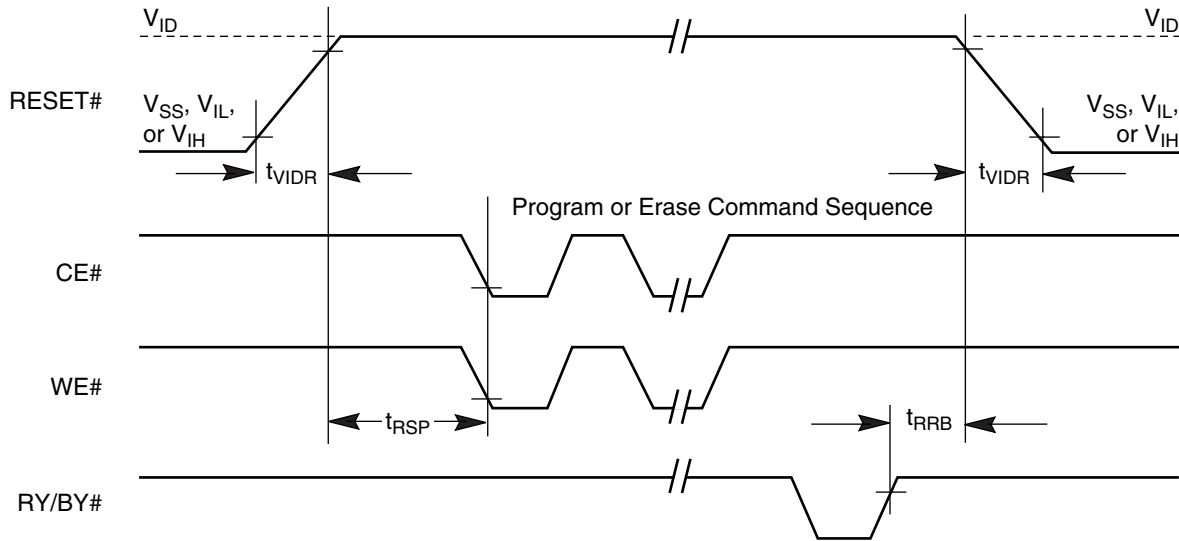 V_ID
V_ID
RESET#
V_SS, V_IL,
or V_IH
V_SS, V_IL,
or V_IH
t_VIDR
t_VIDR
Program or Erase Command Sequence
CE#
WE#
t_RSP
t_RRB
RY/BY#